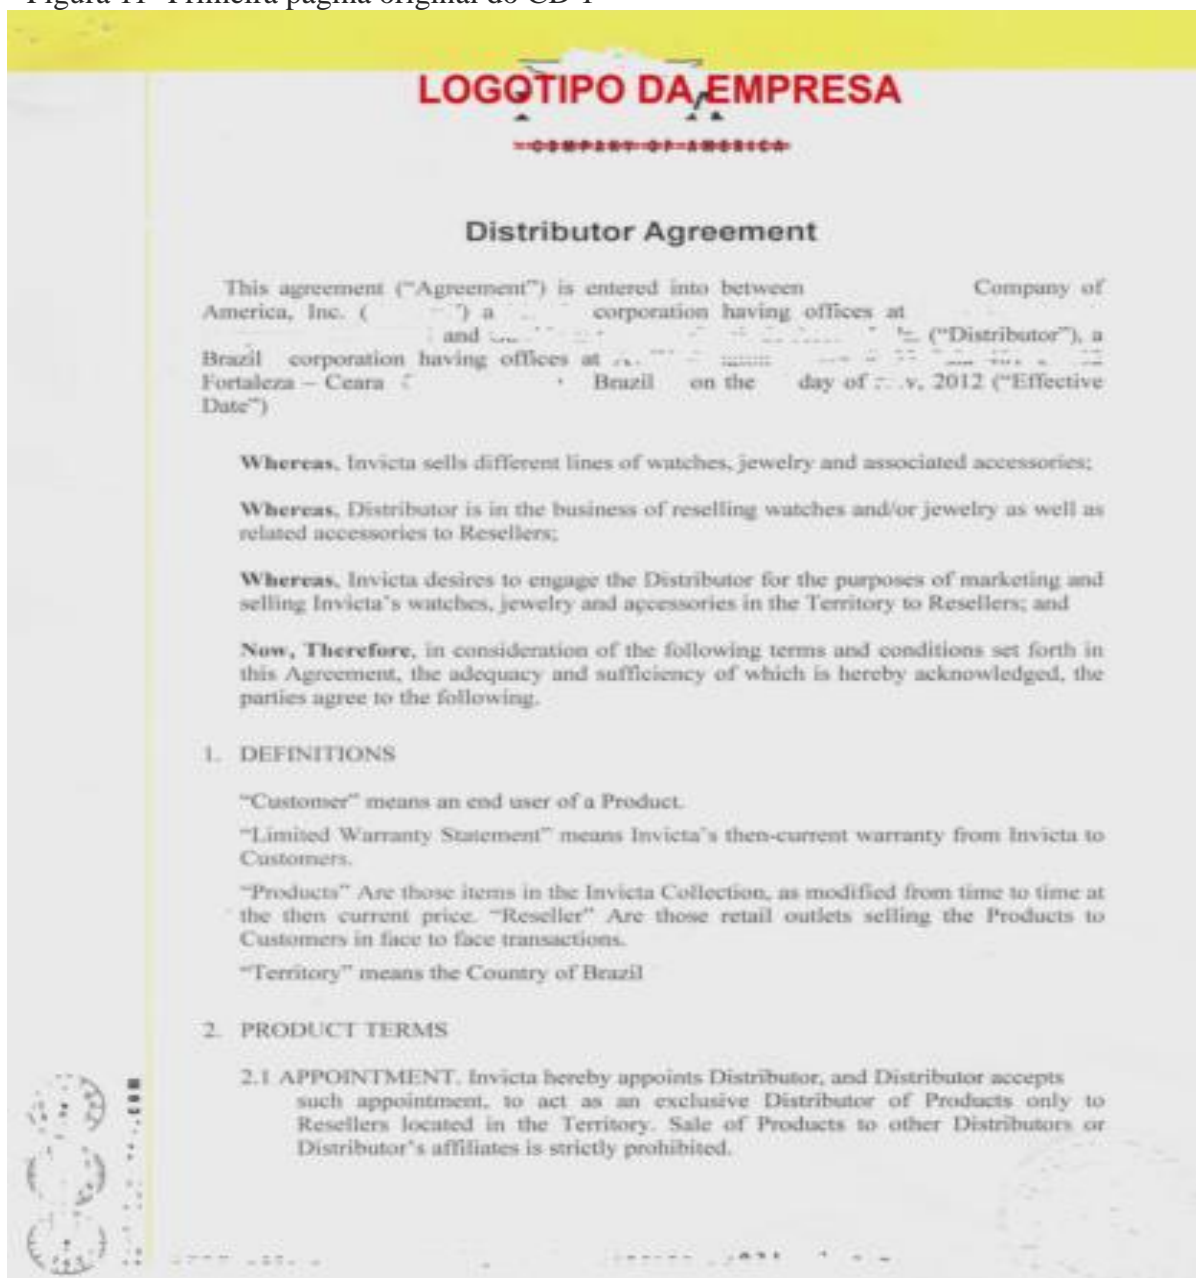 Figura 11- Primeira página original do CD 1
LOGOTIPO DA EMPRESA
COMPANY OF AMERICA
Distributor Agreement
This agreement (“Agreement”) is entered into between Company of
America, Inc. ( ”) a corporation having offices at
and (“Distributor”), a
Brazil corporation having offices at
Fortaleza – Ceara Brazil on the day of v, 2012 (“Effective
Date”)
Whereas, Invicta sells different lines of watches, jewelry and associated accessories;
Whereas, Distributor is in the business of reselling watches and/or jewelry as well as
related accessories to Resellers;
Whereas, Invicta desires to engage the Distributor for the purposes of marketing and
selling Invicta’s watches, jewelry and accessories in the Territory to Resellers; and
Now, Therefore, in consideration of the following terms and conditions set forth in
this Agreement, the adequacy and sufficiency of which is hereby acknowledged, the
parties agree to the following.
1. DEFINITIONS
“Customer” means an end user of a Product.
“Limited Warranty Statement” means Invicta’s then-current warranty from Invicta to
Customers.
“Products” Are those items in the Invicta Collection, as modified from time to time at
the then current price. “Reseller” Are those retail outlets selling the Products to
Customers in face to face transactions.
“Territory” means the Country of Brazil
2. PRODUCT TERMS
2.1 APPOINTMENT. Invicta hereby appoints Distributor, and Distributor accepts
such appointment, to act as an exclusive Distributor of Products only to
Resellers located in the Territory. Sale of Products to other Distributors or
Distributor’s affiliates is strictly prohibited.